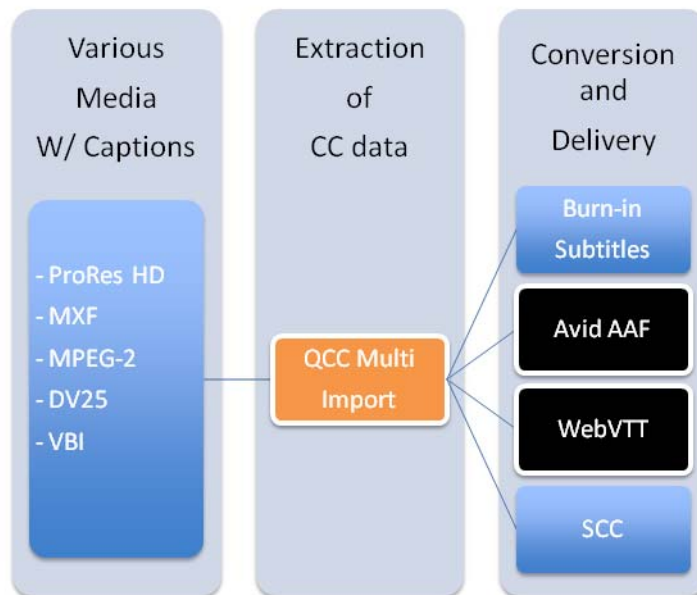 Various
Media
W/ Captions
- ProRes HD
- MXF
- MPEG-2
- DV25
- VBI
Extraction
of
CC data
QCC Multi
Import
Conversion
and
Delivery
Burn-in
Subtitles
Avid AAF
WebVTT
SCC